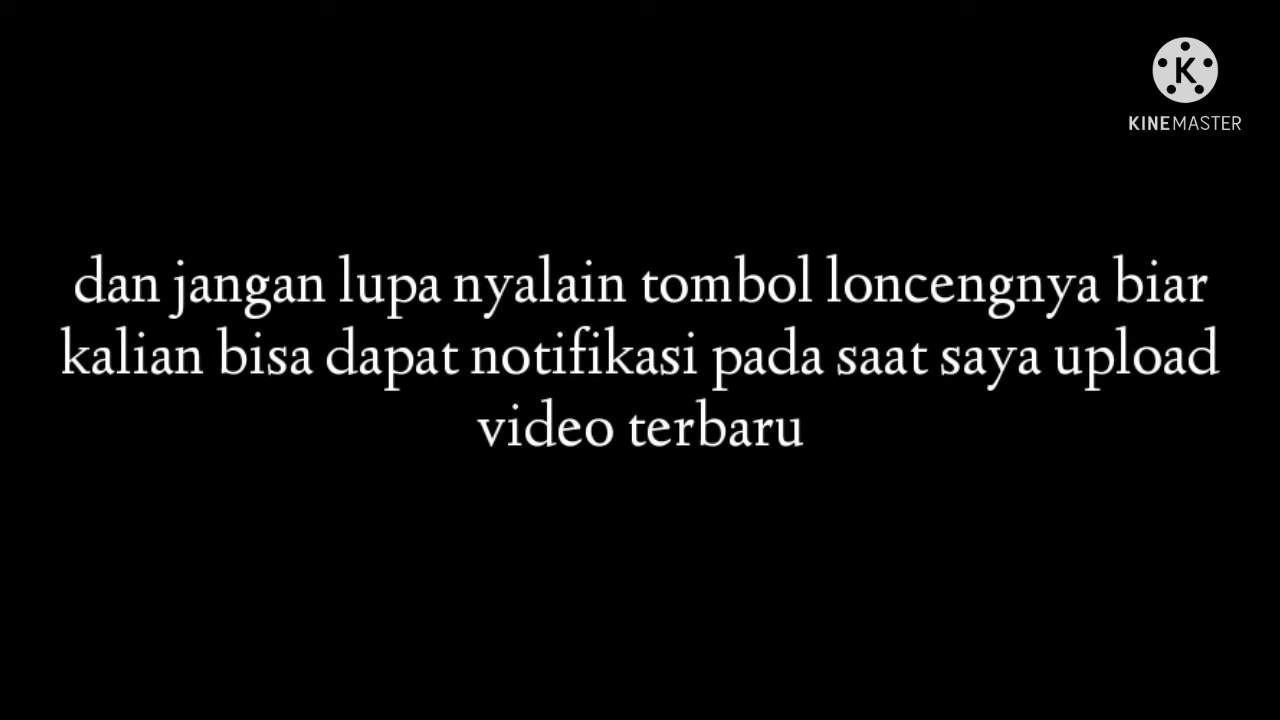 K
KINEMASTER
dan jangan lupa nyalain tombol loncengnya biar
kalian bisa dapat notifikasi pada saat saya upload
video terbaru